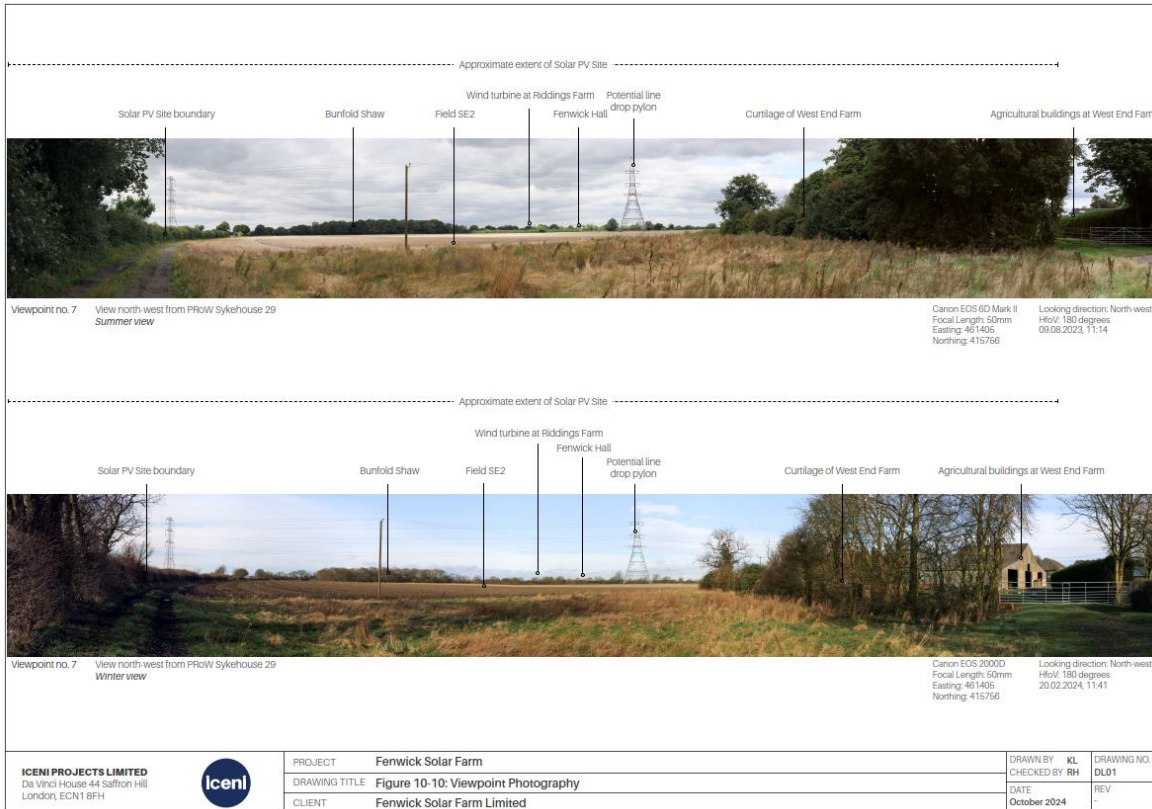 Approximate extent of Solar PV Site
Wind turbine at Riddings Farm
Potential line
drop pylon
Solar PV Site boundary
Bunfold Shaw
Field SE2
Fenwick Hall
Curtilage of West End Farm
Agricultural buildings at West End Farm
Viewpoint no. 7
View north-west from PRoW Sykehouse 29
Summer view
Canon EOS 6D Mark II
Focal Length: 50mm
Easting: 461405
Northing: 415756
Looking direction: North-west
HfoV: 180 degrees
09.08.2023, 11:14
Approximate extent of Solar PV Site
Wind turbine at Riddings Farm
Fenwick Hall
Potential line
drop pylon
Solar PV Site boundary
Bunfold Shaw
Field SE2
Curtilage of West End Farm
Agricultural buildings at West End Farm
Viewpoint no. 7
View north-west from PRoW Sykehouse 29
Winter view
Canon EOS 2000D
Focal Length: 50mm
Easting: 461405
Northing: 415756
Looking direction: North-west
HfoV: 180 degrees
20.02.2024, 11:41
ICENI PROJECTS LIMITED
Da Vinci House 44 Saffron Hill
London, ECN1 8FH
Iceni
PROJECT Fenwick Solar Farm
DRAWING TITLE Figure 10-10: Viewpoint Photography
CLIENT Fenwick Solar Farm Limited
DRAWN BY KL
CHECKED BY RH
DATE
October 2024
DRAWING NO.
DL01
REV
-